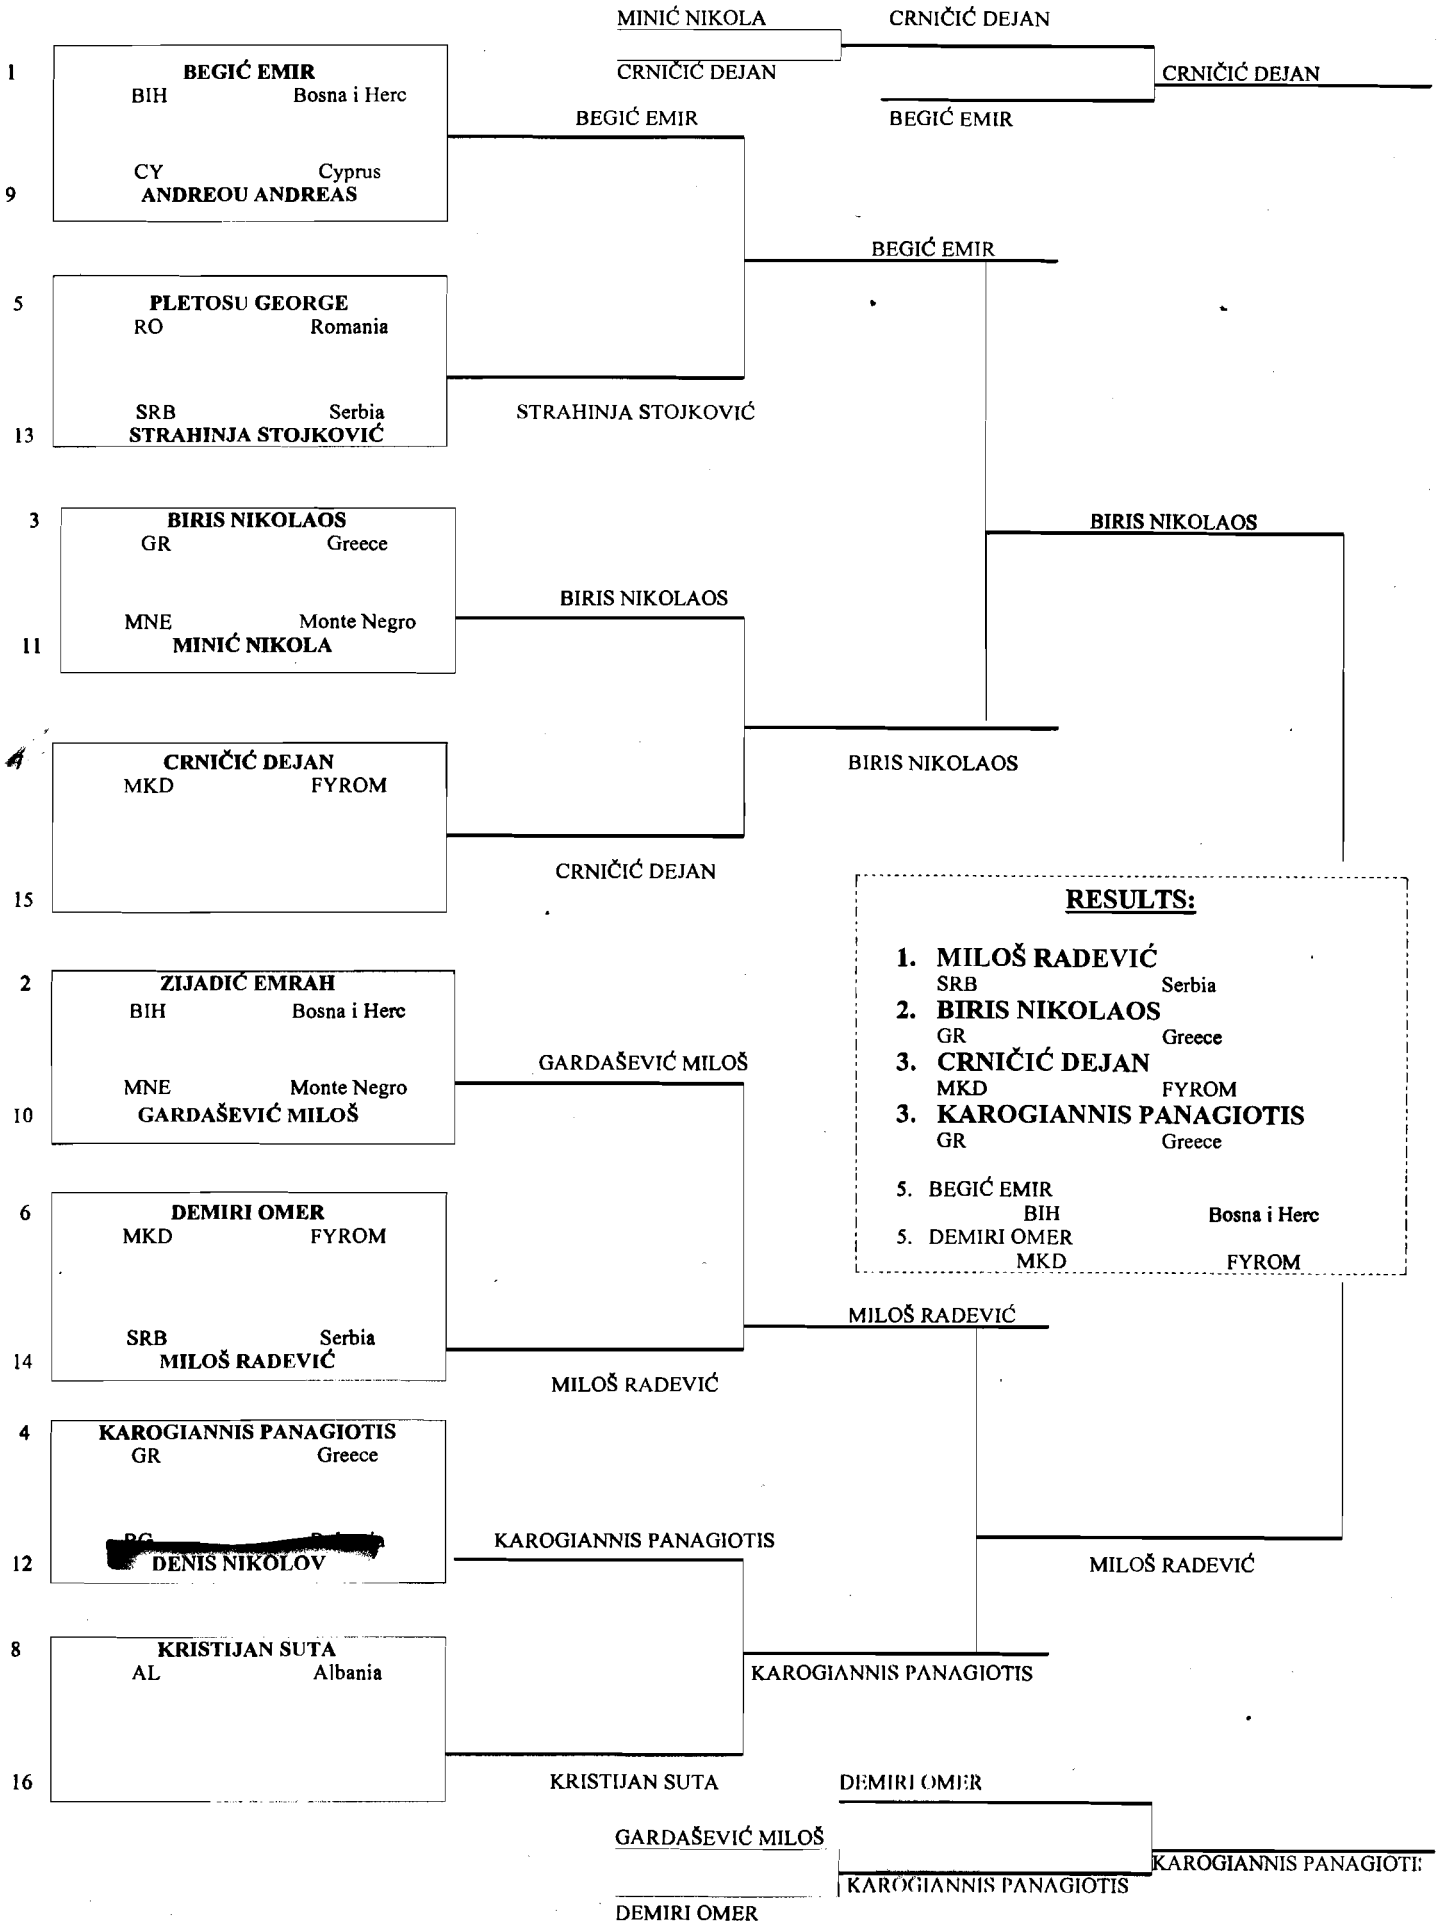 MINIĆ NIKOLA
CRNIČIĆ DEJAN
CRNIČIĆ DEJAN
CRNIČIĆ DEJAN
BEGIĆ EMIR
1
BEGIĆ EMIR
BIH Bosna i Herc
CY Cyprus
9
ANDREOU ANDREAS
BEGIĆ EMIR
BEGIĆ EMIR
5
PLETOSU GEORGE
RO Romania
SRB Serbia
13
STRAHINJA STOJKOVIĆ
STRAHINJA STOJKOVIĆ
3
BIRIS NIKOLAOS
GR Greece
MNE Monte Negro
11
MINIĆ NIKOLA
BIRIS NIKOLAOS
BIRIS NIKOLAOS
BIRIS NIKOLAOS
CRNIČIĆ DEJAN
MKD FYROM
15
CRNIČIĆ DEJAN
2
ZIJADIĆ EMRAH
BIH Bosna i Herc
MNE Monte Negro
10
GARDAŠEVIĆ MILOŠ
GARDAŠEVIĆ MILOŠ
RESULTS:
1. MILOŠ RADEVIĆ
SRB Serbia
2. BIRIS NIKOLAOS
GR Greece
3. CRNIČIĆ DEJAN
MKD FYROM
3. KAROGIANNIS PANAGIOTIS
GR Greece
5. BEGIĆ EMIR
BIH Bosna i Herc
5. DEMIRI OMER
MKD FYROM
6
DEMIRI OMER
MKD FYROM
SRB Serbia
14
MILOŠ RADEVIĆ
MILOŠ RADEVIĆ
MILOŠ RADEVIĆ
4
KAROGIANNIS PANAGIOTIS
GR Greece
12
DENIS NIKOLOV
KAROGIANNIS PANAGIOTIS
MILOŠ RADEVIĆ
8
KRISTIJAN SUTA
AL Albania
16
KRISTIJAN SUTA
KAROGIANNIS PANAGIOTIS
DEMIRI OMER
GARDAŠEVIĆ MILOŠ
KAROGIANNIS PANAGIOTI
KAROGIANNIS PANAGIOTIS
DEMIRI OMER